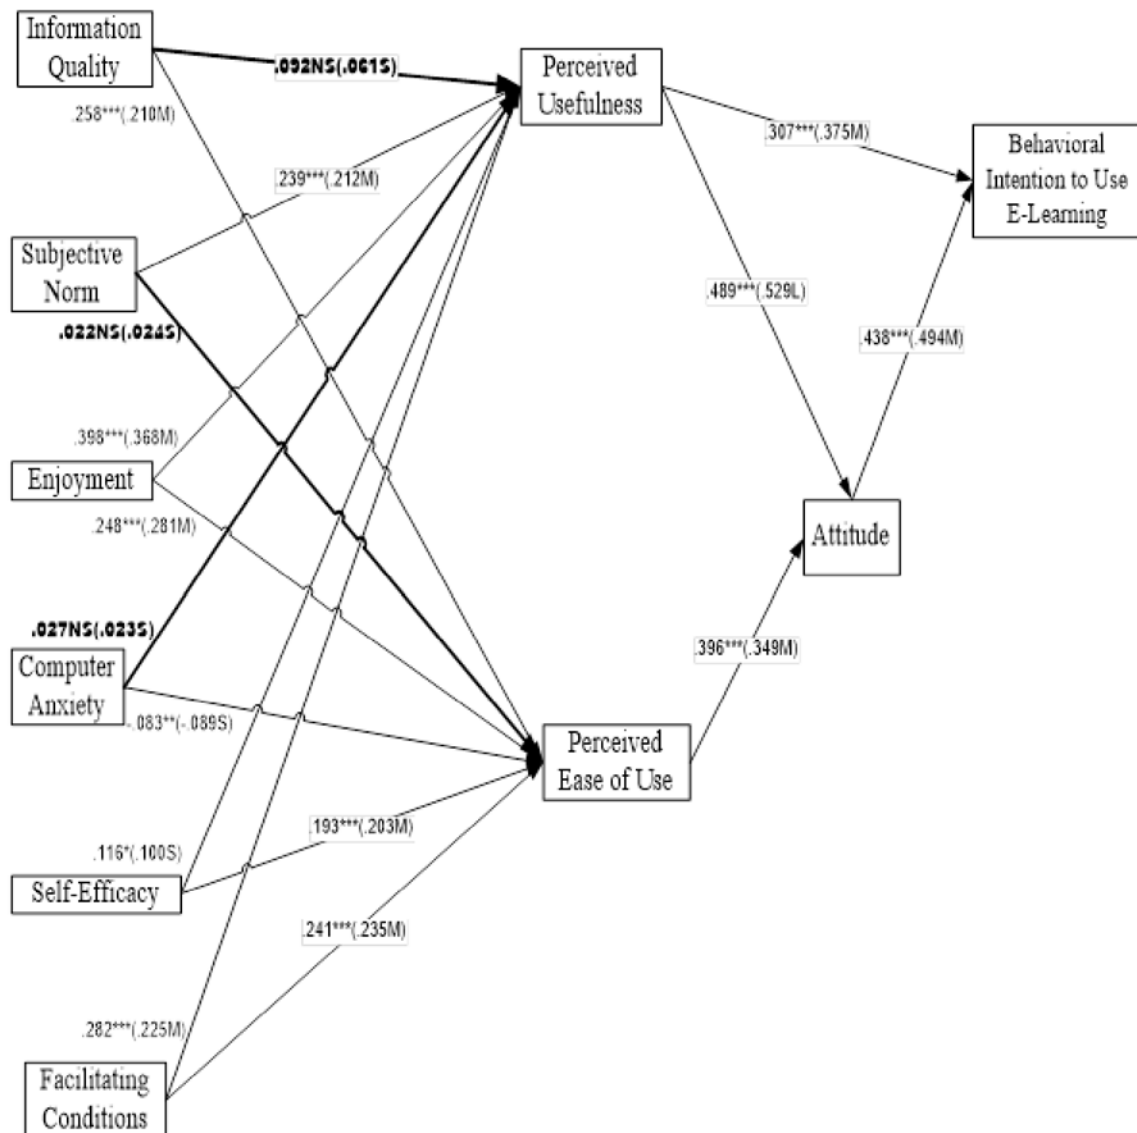 Information
Quality
.092NS(.061S)
.258***(.210M)
Perceived
Usefulness
.307***(.375M)
Behavioral
Intention to Use
E-Learning
.239***(.212M)
Subjective
Norm
.022NS(.024S)
.489***(.529L)
.438***(.494M)
.398***(.368M)
Enjoyment
.248***(.281M)
Attitude
.027NS(.023S)
Computer
Anxiety
-.083**(-.089S)
.396***(.349M)
Perceived
Ease of Use
.193***(.203M)
.116*(.100S)
Self-Efficacy
.241***(.235M)
.282***(.225M)
Facilitating
Conditions